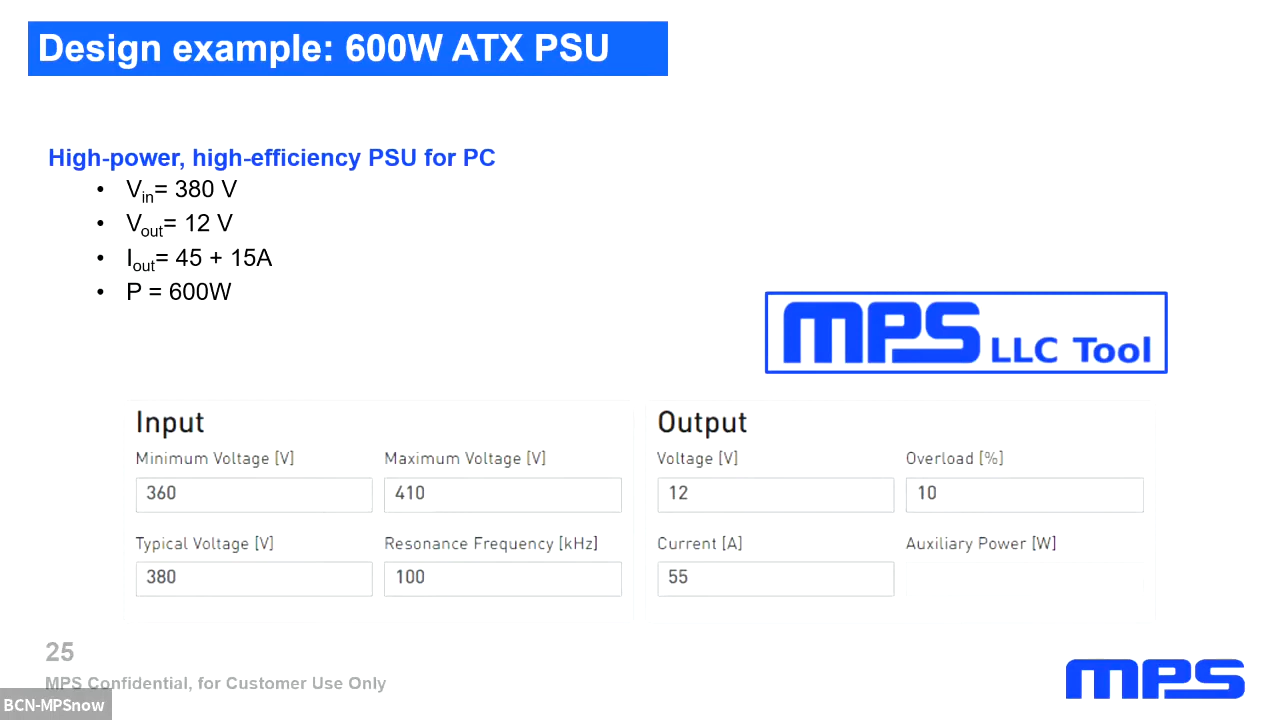 Design example: 600W ATX PSU
High-power, high-efficiency PSU for PC
• Vin= 380 V
• Vout= 12 V
• Iout= 45 + 15A
• P = 600W
MPS LLC Tool
Input
Minimum Voltage [V] Maximum Voltage [V]
360 410
Typical Voltage [V] Resonance Frequency [kHz]
380 100
Output
Voltage [V] Overload [%]
12 10
Current [A] Auxiliary Power [W]
55
25
MPS Confidential, for Customer Use Only
BCN-MPSnow
MPS